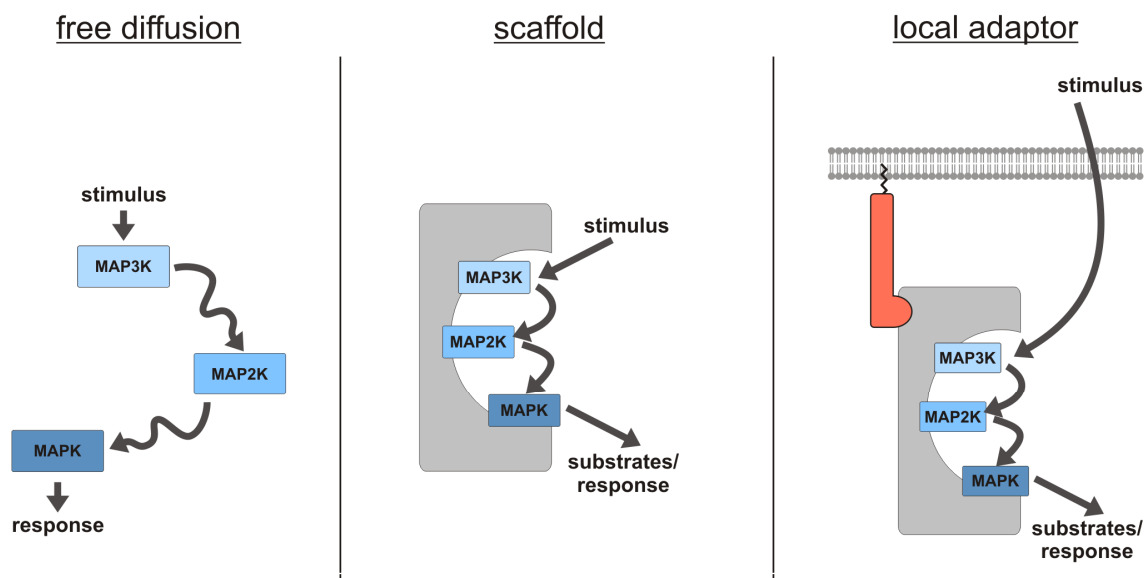 free diffusion
stimulus
MAP3K
MAP2K
MAPK
response
scaffold
stimulus
MAP3K
MAP2K
MAPK
substrates/
response
local adaptor
stimulus
MAP3K
MAP2K
MAPK
substrates/
response